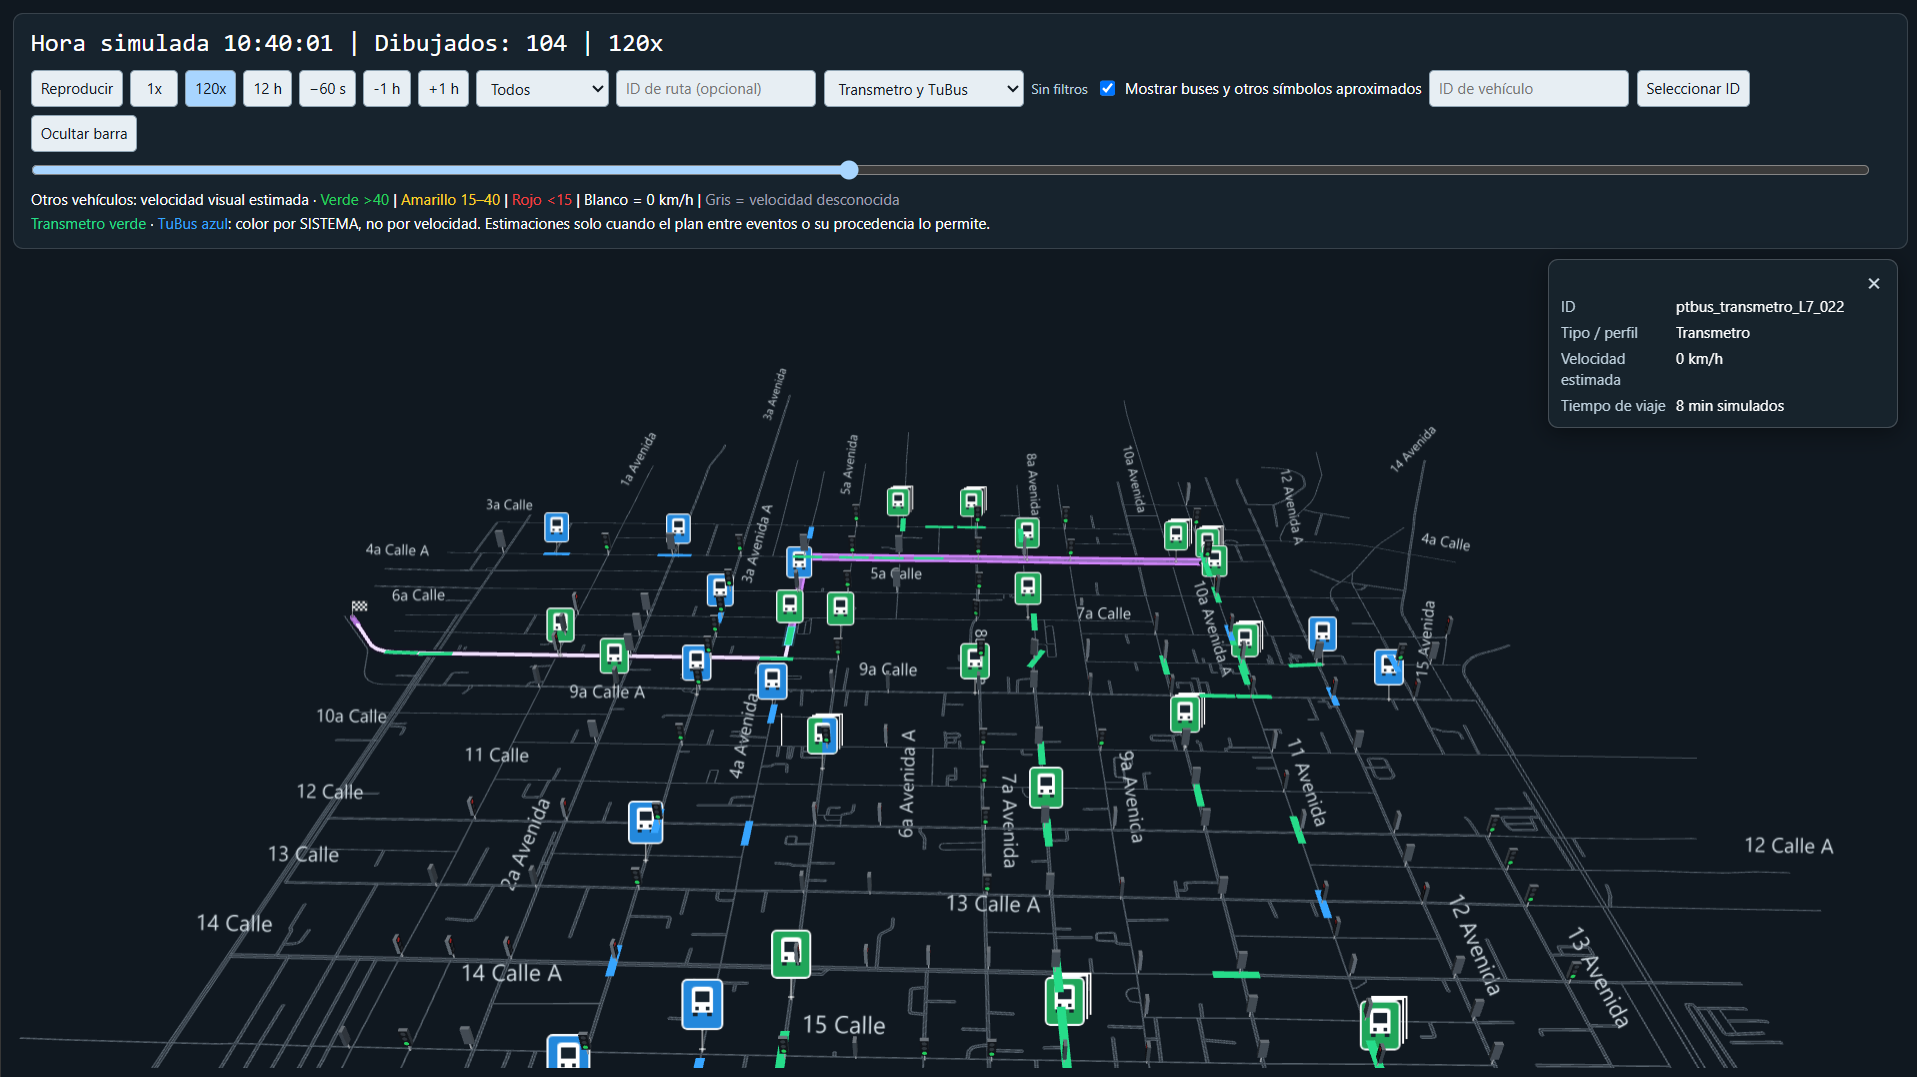 Hora simulada 10:40:01 | Dibujados: 104 | 120x
Reproducir 1x 120x 12 h −60 s -1 h +1 h Todos ID de ruta (opcional) Transmetro y TuBus Sin filtros Mostrar buses y otros símbolos aproximados ID de vehículo Seleccionar ID
Ocultar barra
Otros vehículos: velocidad visual estimada · Verde >40 | Amarillo 15–40 | Rojo <15 | Blanco = 0 km/h | Gris = velocidad desconocida
Transmetro verde · TuBus azul: color por SISTEMA, no por velocidad. Estimaciones solo cuando el plan entre eventos o su procedencia lo permite.
ID ptbus_transmetro_L7_022
Tipo / perfil Transmetro
Velocidad estimada 0 km/h
Tiempo de viaje 8 min simulados
3a Avenida
1a Avenida
5a Avenida
8a Avenida
10a Avenida
14 Avenida
12 Avenida A
3a Calle
3a Avenida A
4a Calle A
4a Calle
5a Calle
6a Calle
7a Calle
10a Avenida A
15 Avenida
9a Calle
9a Calle A
10a Calle
4a Avenida
11 Calle
6a Avenida A
7a Avenida
9a Avenida
11 Avenida
12 Calle
2a Avenida
13 Calle
12 Calle A
13 Calle A
14 Calle
12 Avenida
13 Avenida
14 Calle A
15 Calle